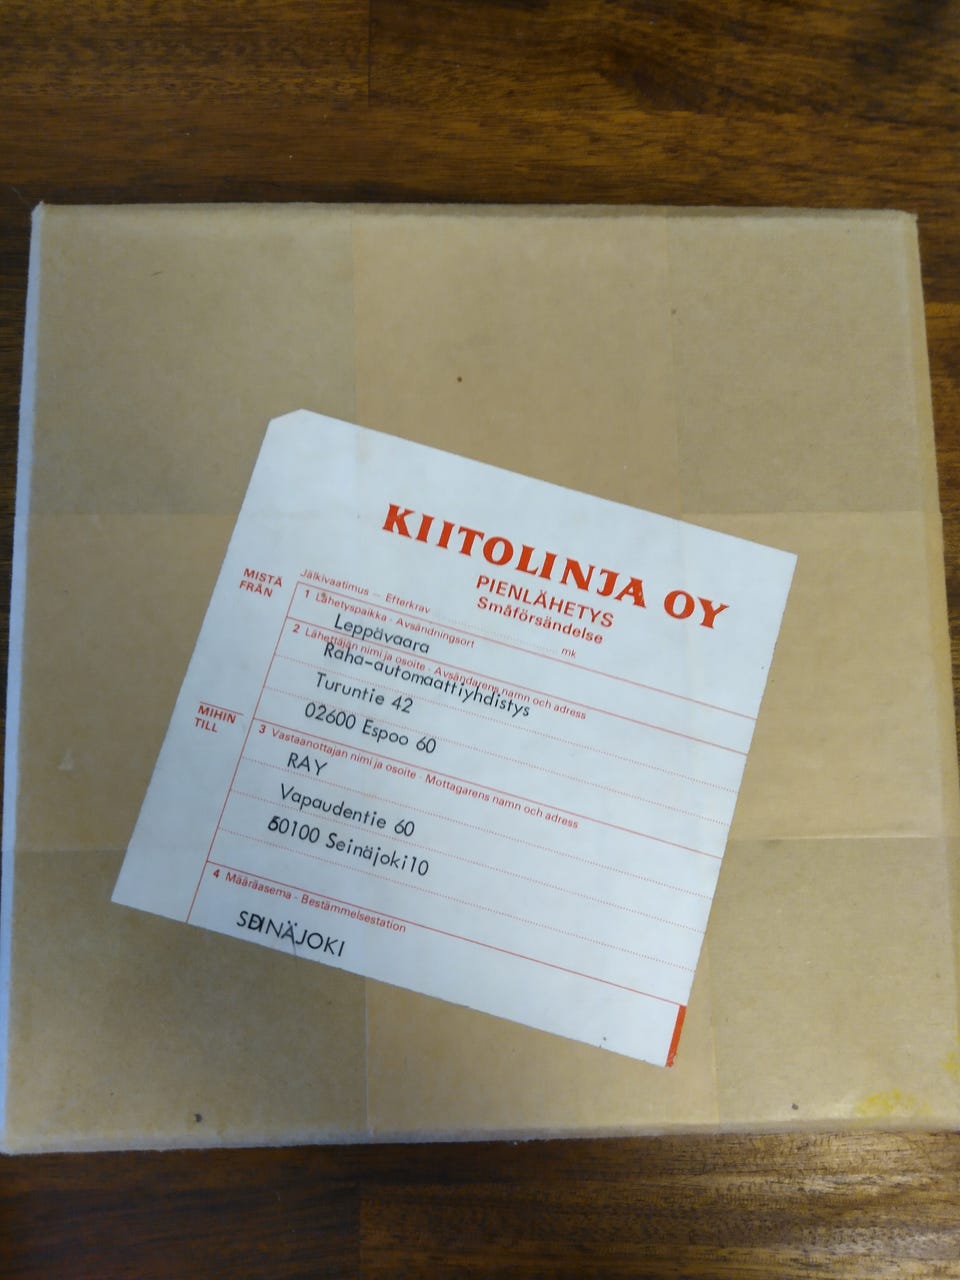 KIITOLINJA OY
PIENLÄHETYS
Småförsändelse
Jälkivaatimus - Efterkrav ........ mk
MISTÄ
FRÅN
1 Lähetyspaikka - Avsändningsort
Leppävaara
2 Lähettäjän nimi ja osoite - Avsändarens namn och adress
Raha-automaattiyhdistys
Turuntie 42
02600 Espoo 60
MIHIN
TILL
3 Vastaanottajan nimi ja osoite - Mottagarens namn och adress
RAY
Vapaudentie 60
60100 Seinäjoki10
4 Määräasema - Bestämmelsestation
SEINÄJOKI